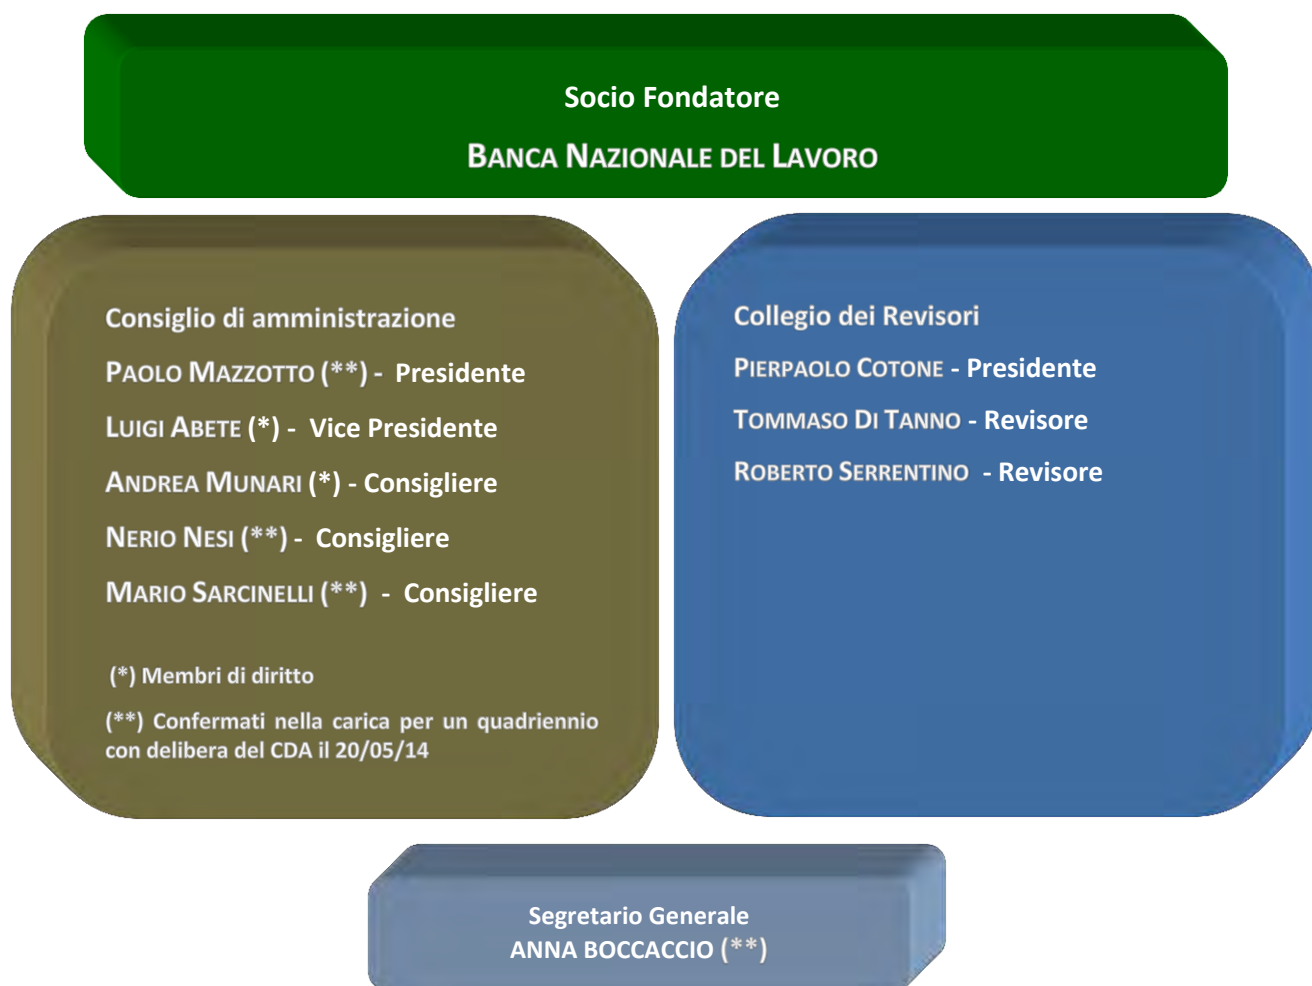 Socio Fondatore
BANCA NAZIONALE DEL LAVORO
Consiglio di amministrazione
PAOLO MAZZOTTO (**) - Presidente
LUIGI ABETE (*) - Vice Presidente
ANDREA MUNARI (*) - Consigliere
NERIO NESI (**) - Consigliere
MARIO SARCINELLI (**) - Consigliere
(*) Membri di diritto
(**) Confermati nella carica per un quadriennio
con delibera del CDA il 20/05/14
Collegio dei Revisori
PIERPAOLO COTONE - Presidente
TOMMASO DI TANNO - Revisore
ROBERTO SERRENTINO - Revisore
Segretario Generale
ANNA BOCCACCIO (**)